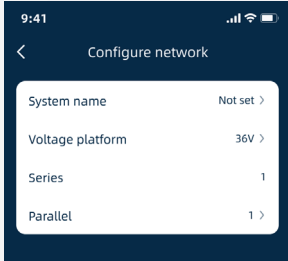 9:41
Configure network
System name Not set >
Voltage platform 36V >
Series 1
Parallel 1 >